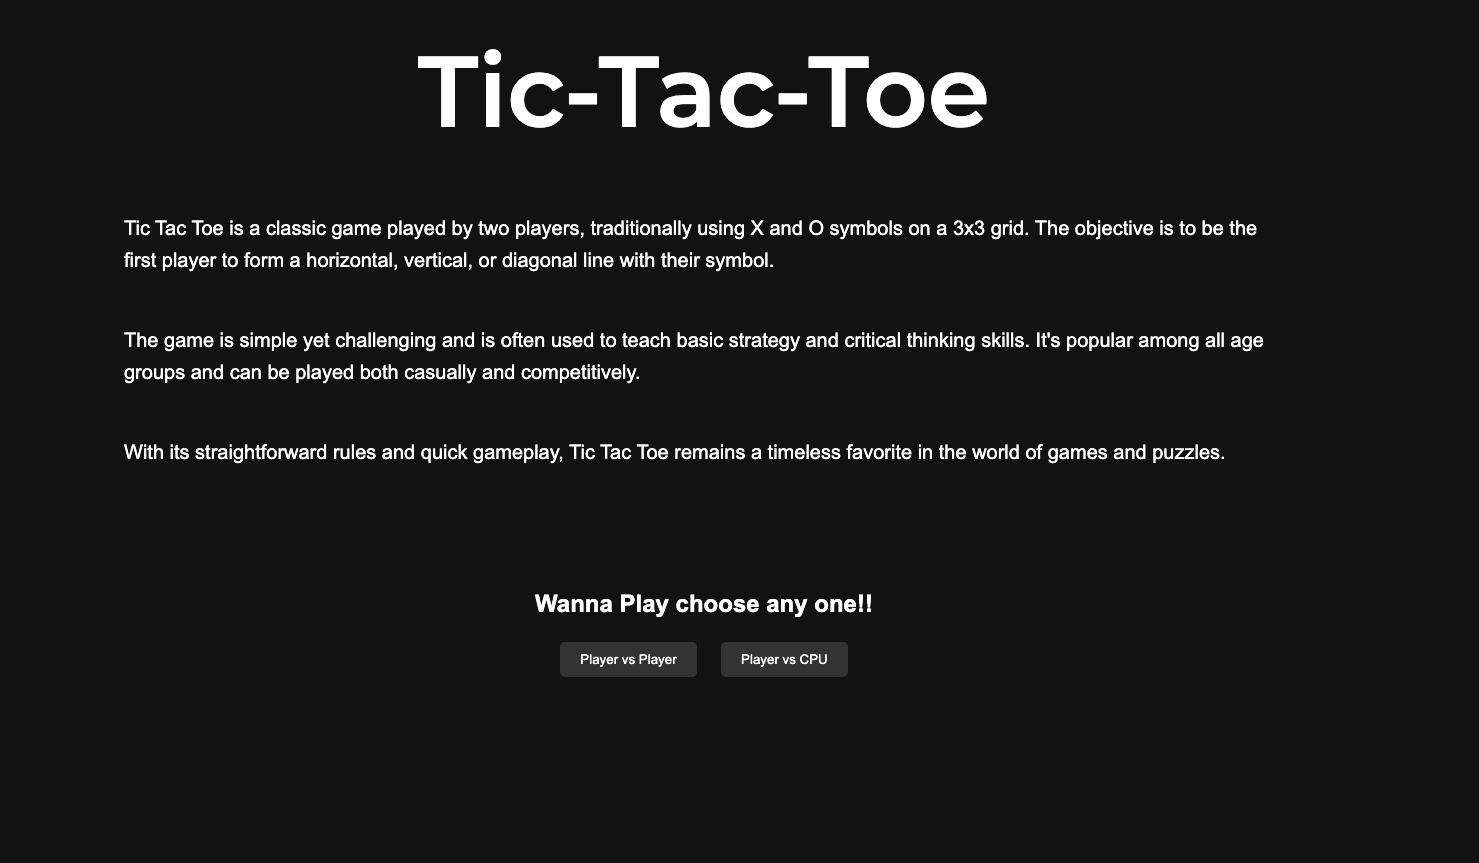 Tic-Tac-Toe
Tic Tac Toe is a classic game played by two players, traditionally using X and O symbols on a 3x3 grid. The objective is to be the
first player to form a horizontal, vertical, or diagonal line with their symbol.
The game is simple yet challenging and is often used to teach basic strategy and critical thinking skills. It's popular among all age
groups and can be played both casually and competitively.
With its straightforward rules and quick gameplay, Tic Tac Toe remains a timeless favorite in the world of games and puzzles.
Wanna Play choose any one!!
Player vs Player Player vs CPU